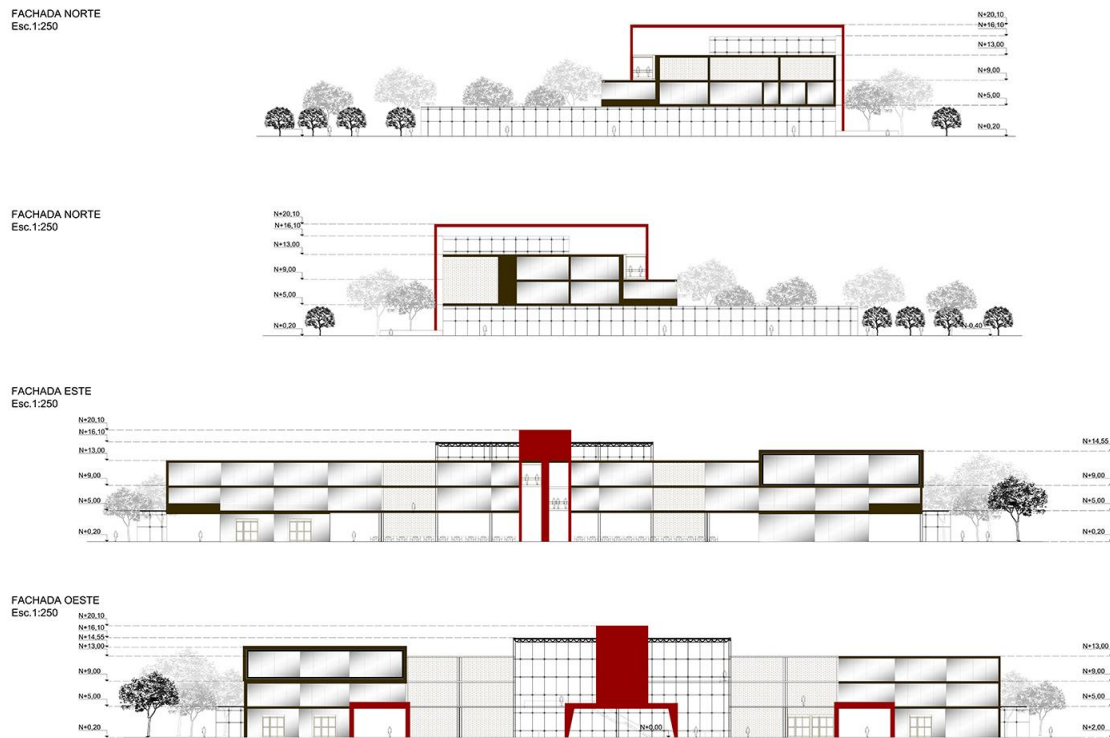 FACHADA NORTE
Esc.1:250
N+20,10
N+16,10
N+13,00
N+9,00
N+5,00
N+0,20
FACHADA NORTE
Esc.1:250
N+20,10
N+16,10
N+13,00
N+9,00
N+5,00
N+0,20
N-0,40
FACHADA ESTE
Esc.1:250
N+20,10
N+16,10
N+13,00
N+9,00
N+5,00
N+0,20
N+14,55
N+9,00
N+5,00
N+0,20
FACHADA OESTE
Esc.1:250
N+20,10
N+16,10
N+14,55
N+13,00
N+9,00
N+5,00
N+0,20
N+0,00
N+13,00
N+9,00
N+5,00
N+2,00